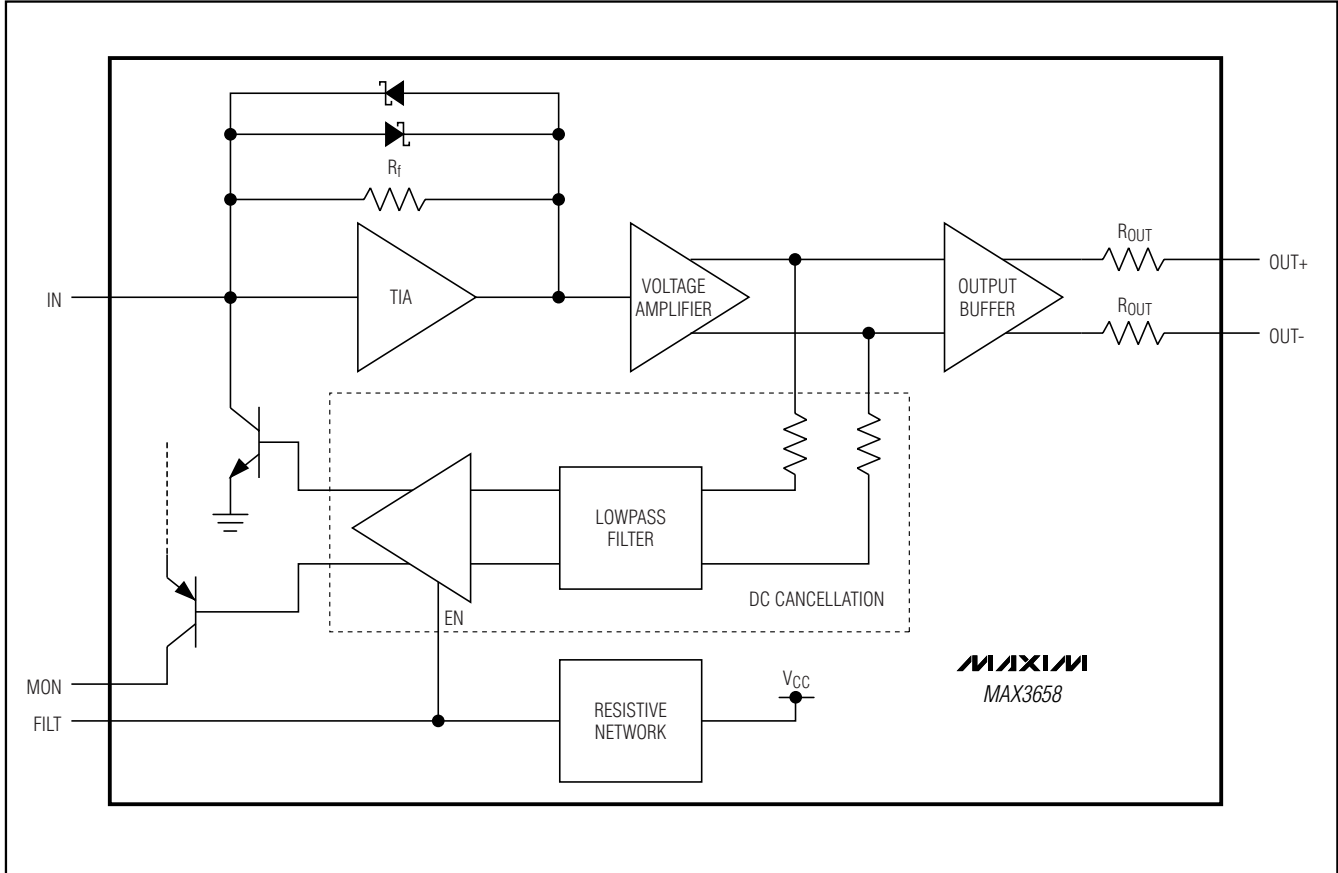 Rf
IN
TIA
VOLTAGE
AMPLIFIER
OUTPUT
BUFFER
ROUT
OUT+
ROUT
OUT-
LOWPASS
FILTER
DC CANCELLATION
EN
MON
FILT
RESISTIVE
NETWORK
VCC
MAXIM
MAX3658